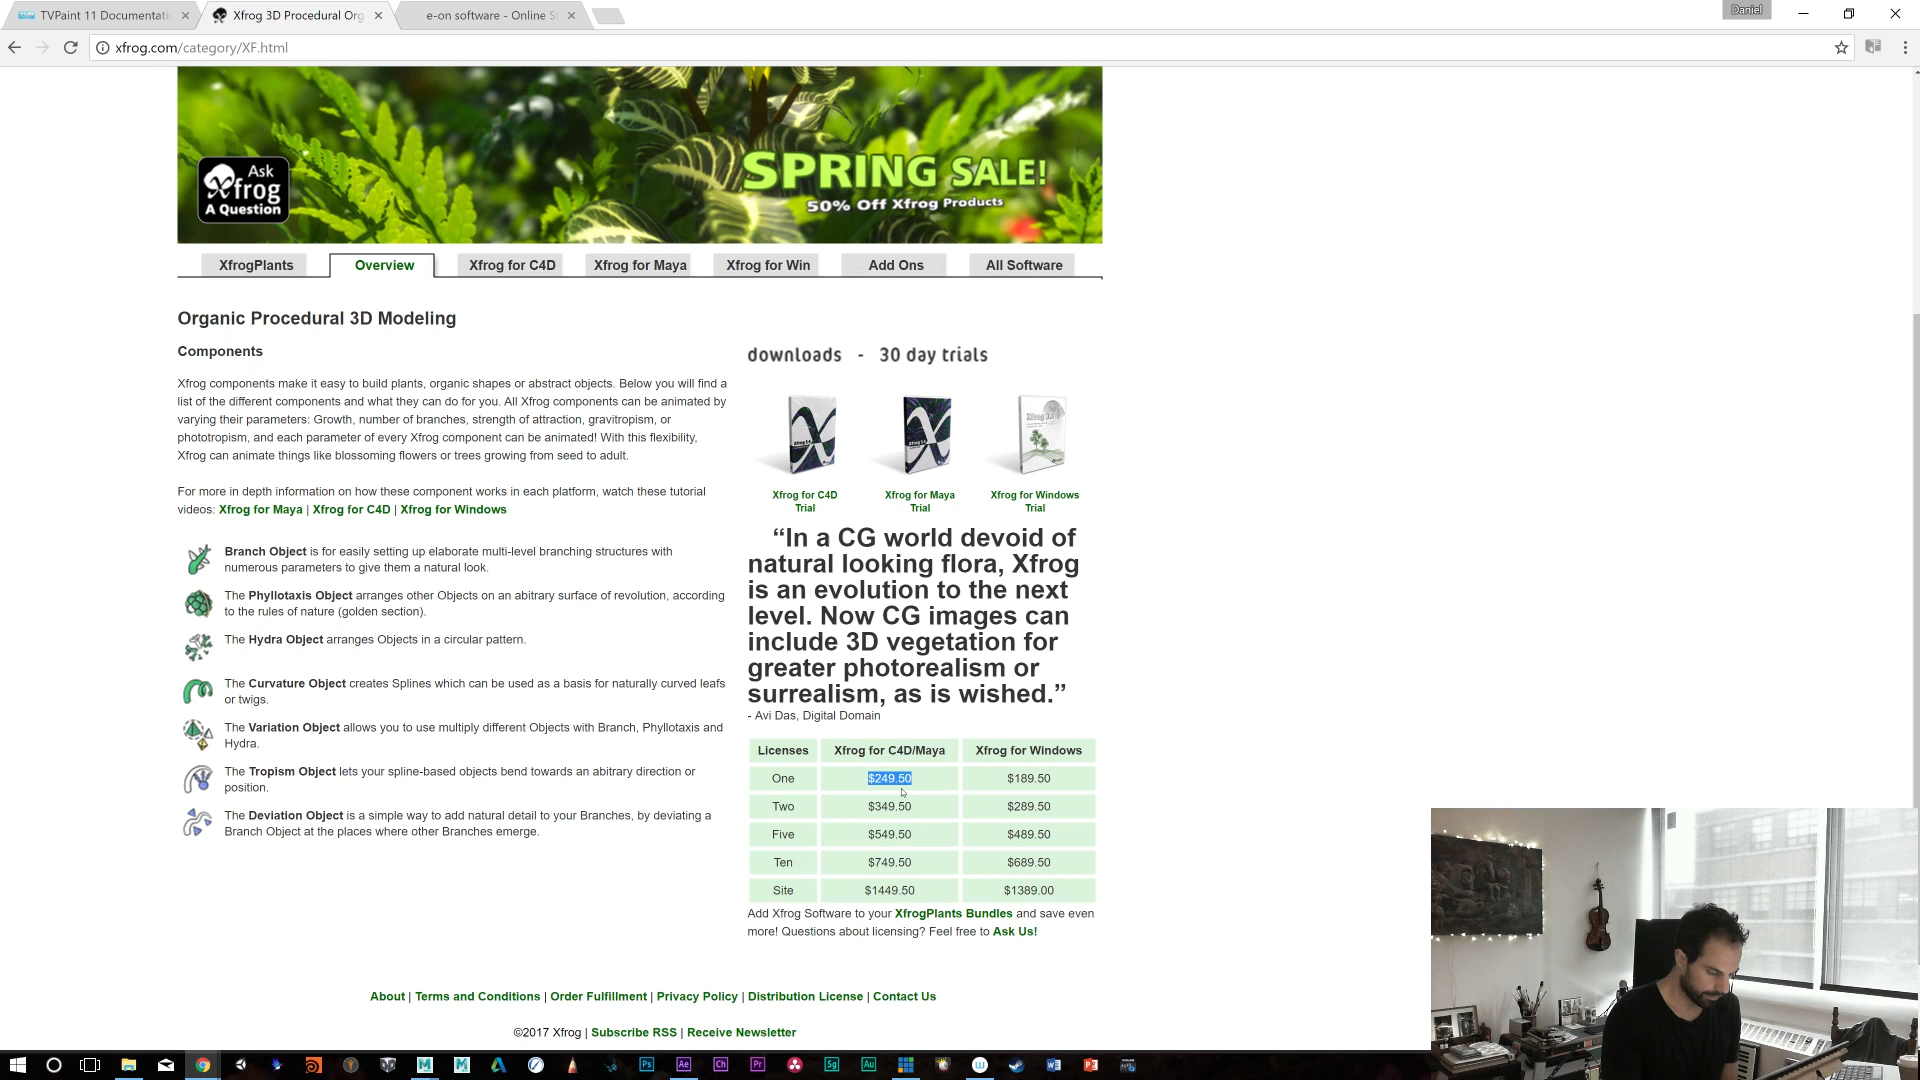 TVPaint 11 Documentati
Xfrog 3D Procedural Org
e-on software - Online S
Daniel
xfrog.com/category/XF.html
Ask
Xfrog
A Question
SPRING SALE!
50% Off Xfrog Products
XfrogPlants
Overview
Xfrog for C4D
Xfrog for Maya
Xfrog for Win
Add Ons
All Software
Organic Procedural 3D Modeling
Components
Xfrog components make it easy to build plants, organic shapes or abstract objects. Below you will find a
list of the different components and what they can do for you. All Xfrog components can be animated by
varying their parameters: Growth, number of branches, strength of attraction, gravitropism, or
phototropism, and each parameter of every Xfrog component can be animated! With this flexibility,
Xfrog can animate things like blossoming flowers or trees growing from seed to adult.
For more in depth information on how these component works in each platform, watch these tutorial
videos: Xfrog for Maya | Xfrog for C4D | Xfrog for Windows
Branch Object is for easily setting up elaborate multi-level branching structures with
numerous parameters to give them a natural look.
The Phyllotaxis Object arranges other Objects on an abitrary surface of revolution, according
to the rules of nature (golden section).
The Hydra Object arranges Objects in a circular pattern.
The Curvature Object creates Splines which can be used as a basis for naturally curved leafs
or twigs.
The Variation Object allows you to use multiply different Objects with Branch, Phyllotaxis and
Hydra.
The Tropism Object lets your spline-based objects bend towards an abitrary direction or
position.
The Deviation Object is a simple way to add natural detail to your Branches, by deviating a
Branch Object at the places where other Branches emerge.
downloads - 30 day trials
Xfrog for C4D
Trial
Xfrog for Maya
Trial
Xfrog for Windows
Trial
“In a CG world devoid of
natural looking flora, Xfrog
is an evolution to the next
level. Now CG images can
include 3D vegetation for
greater photorealism or
surrealism, as is wished.”
- Avi Das, Digital Domain
Licenses Xfrog for C4D/Maya Xfrog for Windows
One $249.50 $189.50
Two $349.50 $289.50
Five $549.50 $489.50
Ten $749.50 $689.50
Site $1449.50 $1389.00
Add Xfrog Software to your XfrogPlants Bundles and save even
more! Questions about licensing? Feel free to Ask Us!
About | Terms and Conditions | Order Fulfillment | Privacy Policy | Distribution License | Contact Us
©2017 Xfrog | Subscribe RSS | Receive Newsletter
Ps
Ae
Ch
Pr
Sg
Au